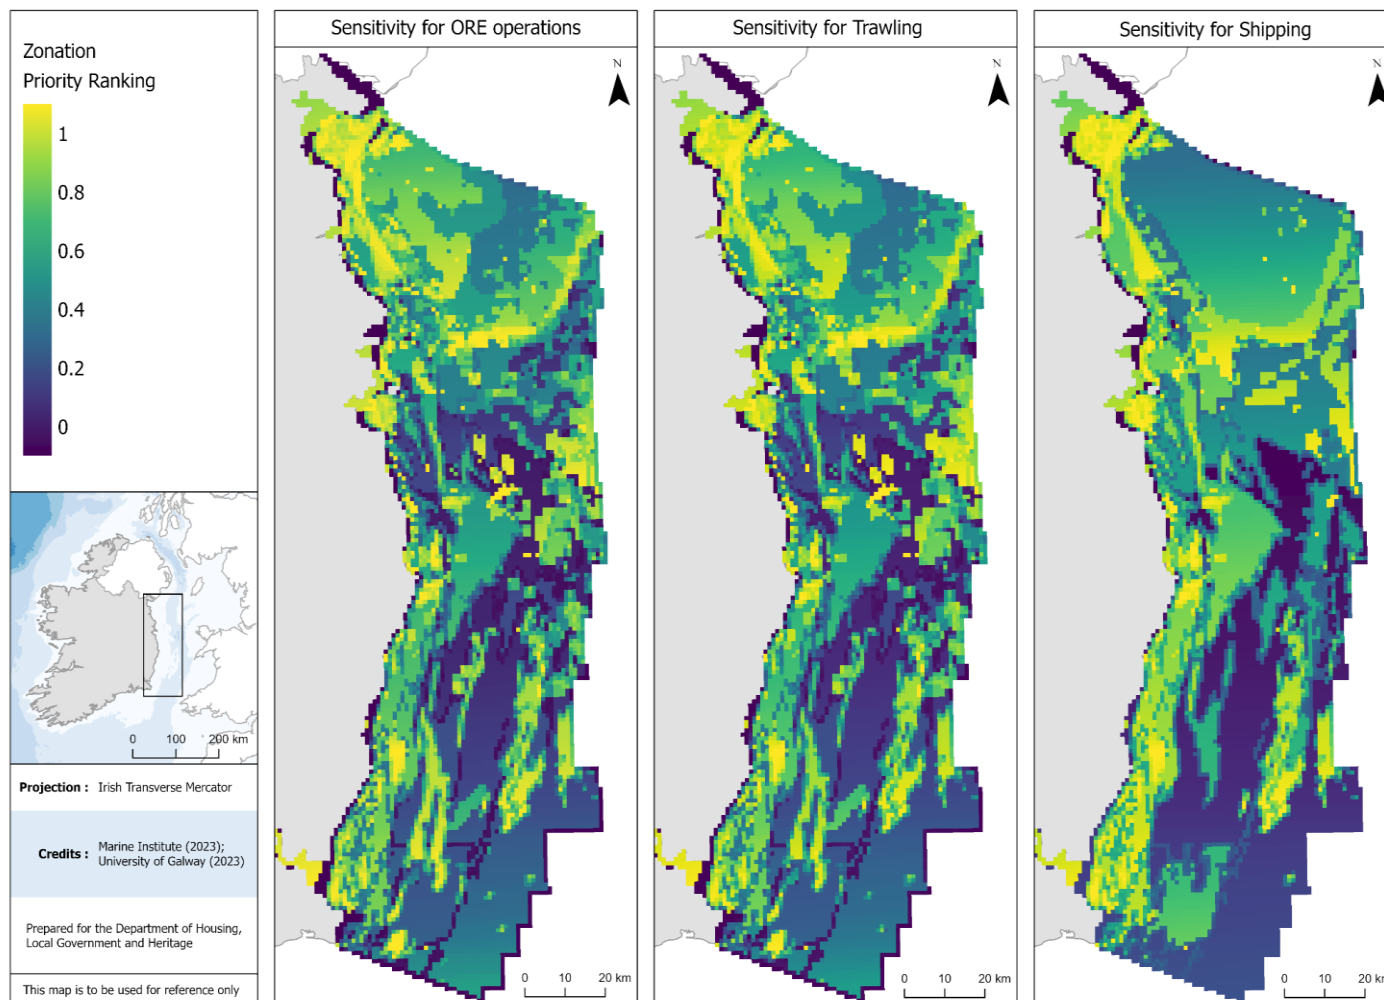 Zonation
Priority Ranking
1
0.8
0.6
0.4
0.2
0
0 100 200 km
Projection : Irish Transverse Mercator
Credits : Marine Institute (2023);
University of Galway (2023)
Prepared for the Department of Housing,
Local Government and Heritage
This map is to be used for reference only
Sensitivity for ORE operations
N
0 10 20 km
Sensitivity for Trawling
N
0 10 20 km
Sensitivity for Shipping
N
0 10 20 km